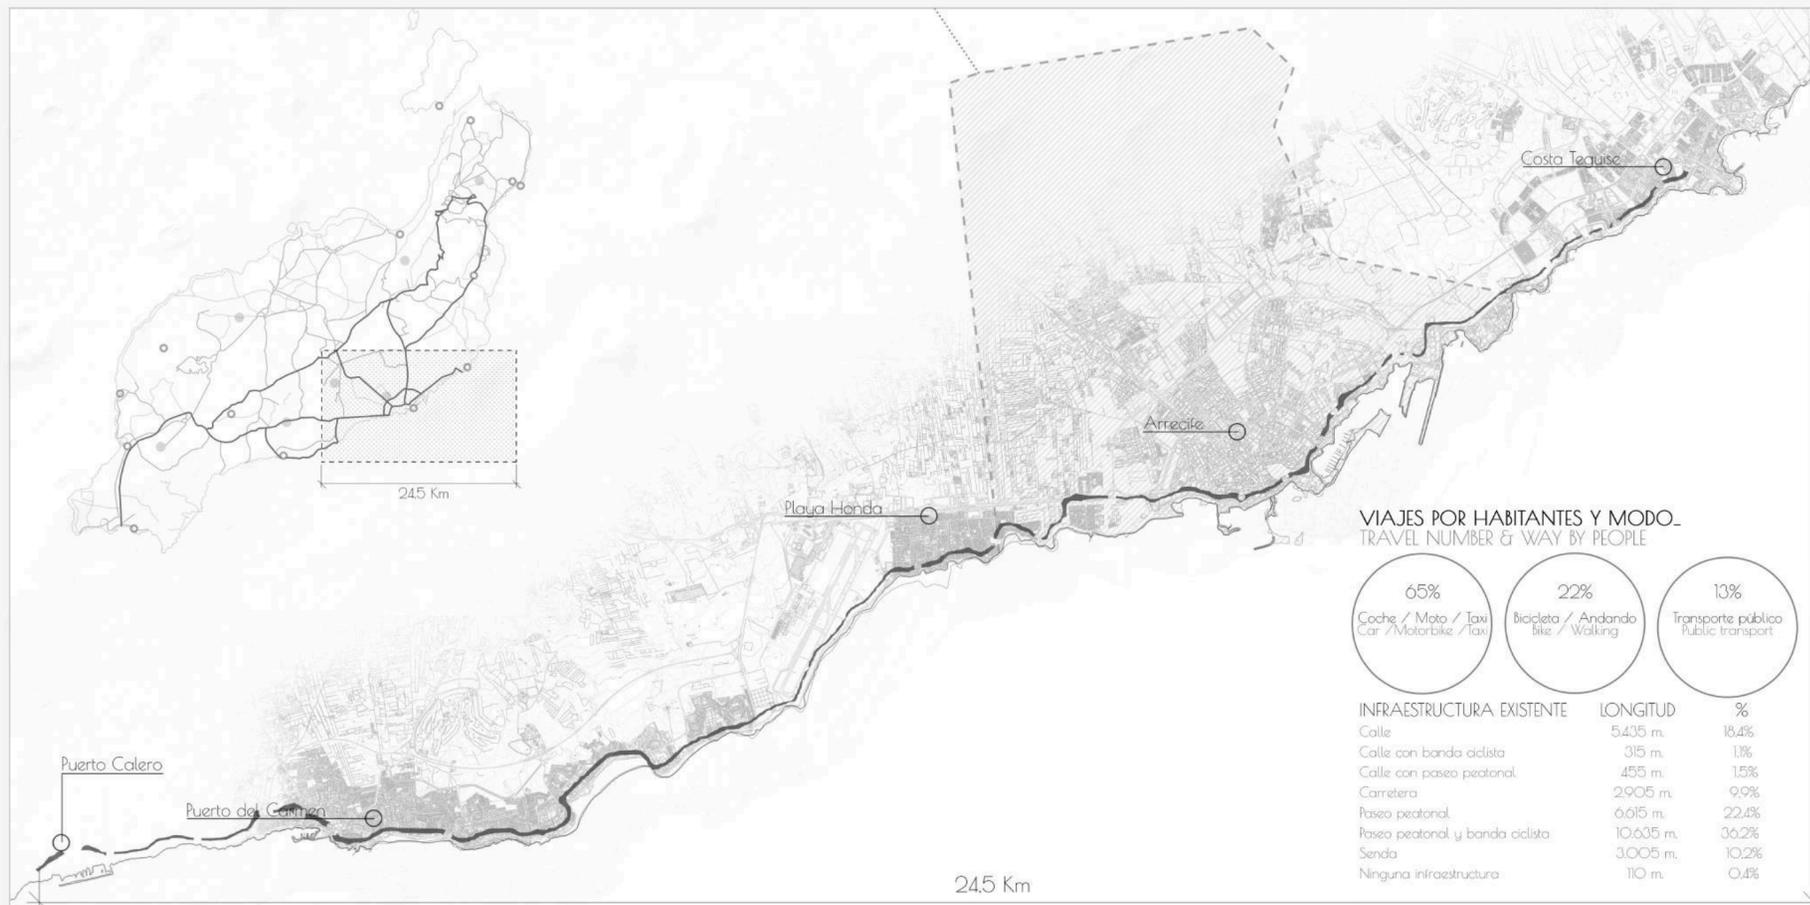 24.5 Km
Costa Teguise
Arrecife
Playa Honda
Puerto Calero
Puerto del Carmen
24.5 Km
VIAJES POR HABITANTES Y MODO_
TRAVEL NUMBER & WAY BY PEOPLE
65%
Coche / Moto / Taxi
Car / Motorbike / Taxi
22%
Bicicleta / Andando
Bike / Walking
13%
Transporte público
Public transport
INFRAESTRUCTURA EXISTENTE LONGITUD %
Calle 5.435 m. 18.4%
Calle con banda ciclista 315 m. 1.1%
Calle con paseo peatonal 455 m. 1.5%
Carretera 2.905 m. 9.9%
Paseo peatonal 6.615 m. 22.4%
Paseo peatonal y banda ciclista 10.635 m. 36.2%
Senda 3.005 m. 10.2%
Ninguna infraestructura 110 m. 0.4%